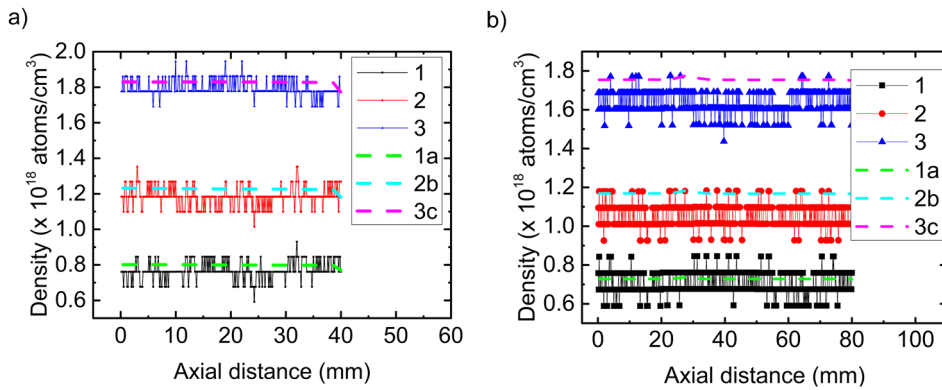 a)
Density (x 10^18 atoms/cm^3)
2.0
1.8
1.6
1.4
1.2
1.0
0.8
0.6
0 10 20 30 40 50 60
Axial distance (mm)
1
2
3
1a
2b
3c
b)
Density (x 10^18 atoms/cm^3)
1.8
1.6
1.4
1.2
1.0
0.8
0.6
0 20 40 60 80 100
Axial distance (mm)
1
2
3
1a
2b
3c